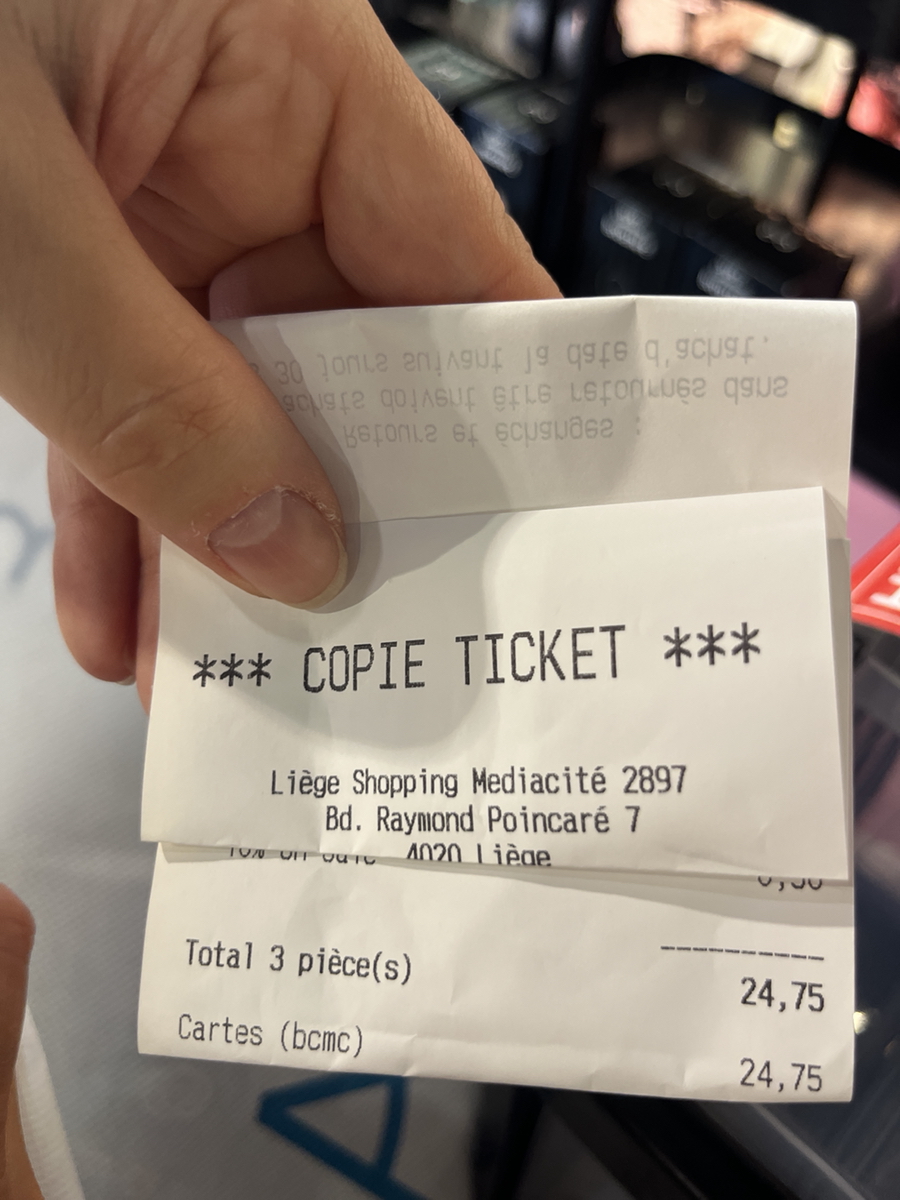 Retours et échanges :
achats doivent être retournés dans
30 jours suivant la date d'achat.
*** COPIE TICKET ***
Liège Shopping Mediacité 2897
Bd. Raymond Poincaré 7
4020 Liège
----------
Total 3 pièce(s)
24,75
Cartes (bcmc)
24,75